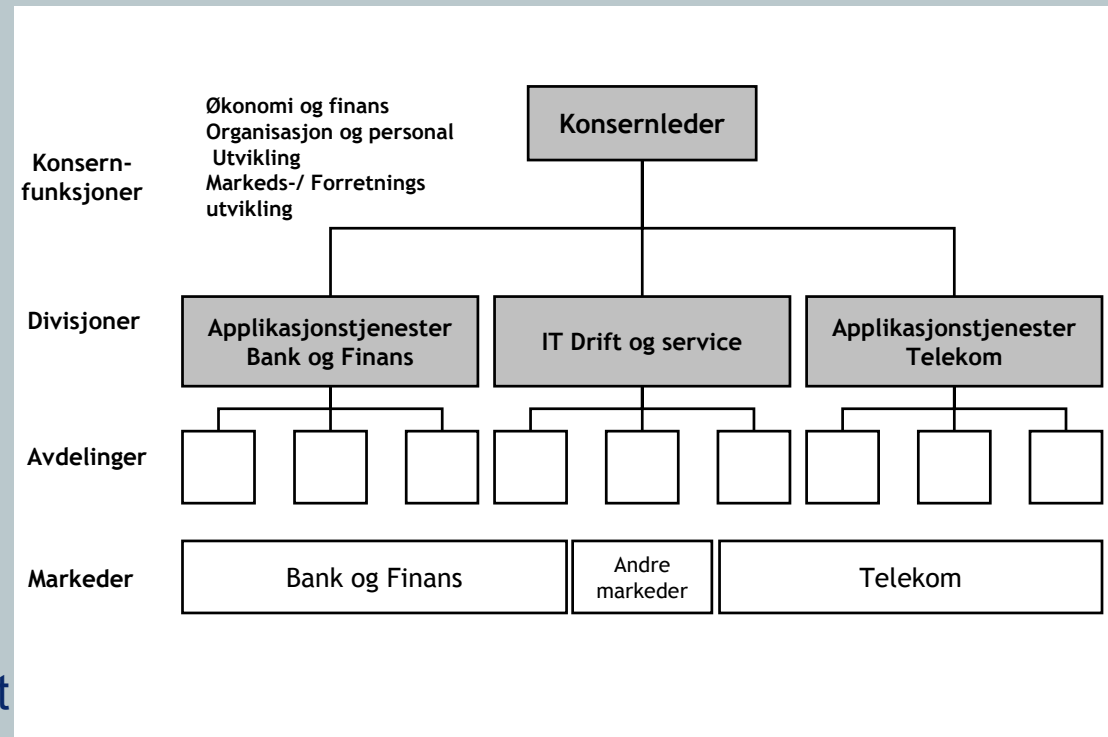 Økonomi og finans
Organisasjon og personal
Utvikling
Markeds-/ Forretnings
utvikling
Konsernleder
Konsern-
funksjoner
Divisjoner
Applikasjonstjenester
Bank og Finans
IT Drift og service
Applikasjonstjenester
Telekom
Avdelinger
Markeder
Bank og Finans
Andre
markeder
Telekom
t